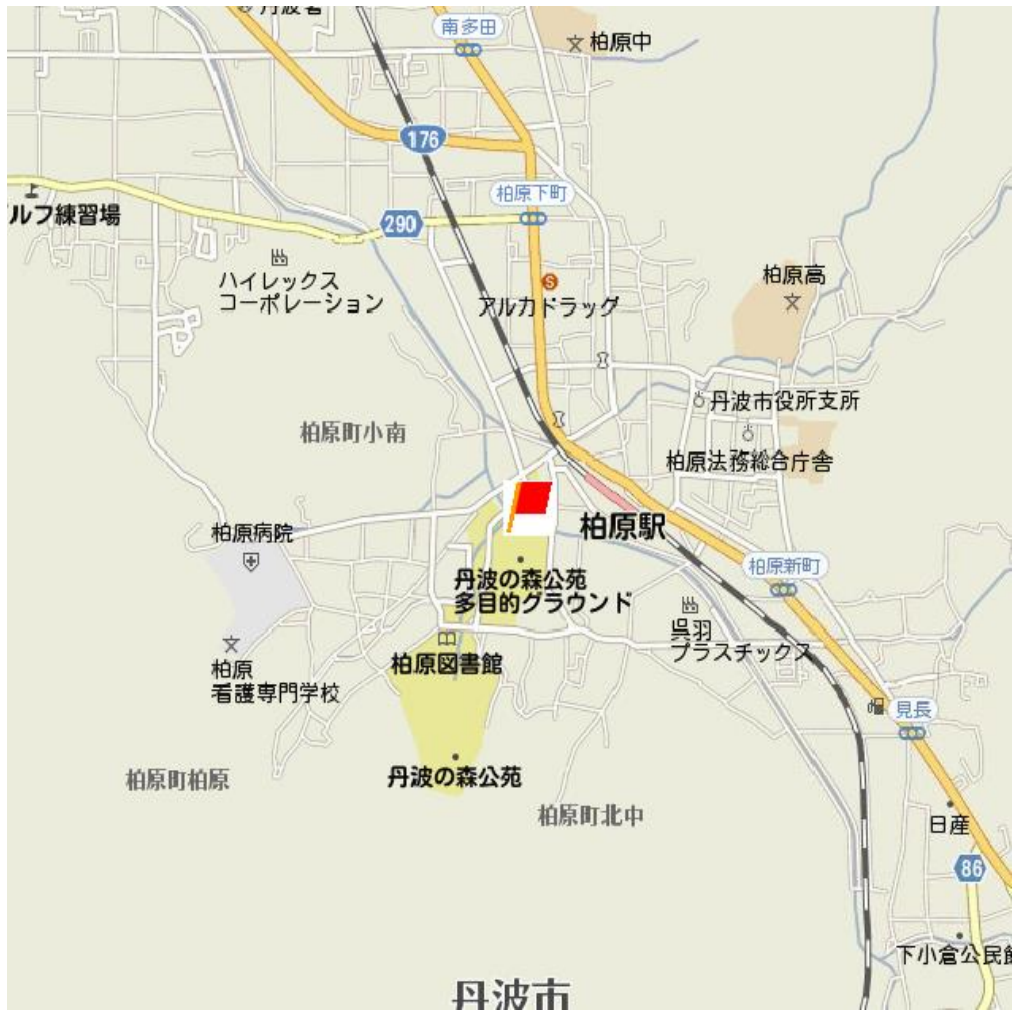 丹波署
南多田
柏原中
176
柏原下町
ルフ練習場
290
ハイレックス
コーポレーション
柏原高
アルカドラッグ
S
丹波市役所支所
柏原町小南
柏原法務総合庁舎
柏原駅
柏原病院
柏原新町
丹波の森公苑
多目的グラウンド
呉羽
プラスチックス
柏原図書館
柏原
看護専門学校
見長
柏原町柏原
丹波の森公苑
柏原町北中
日産
86
下小倉公民館
丹波市